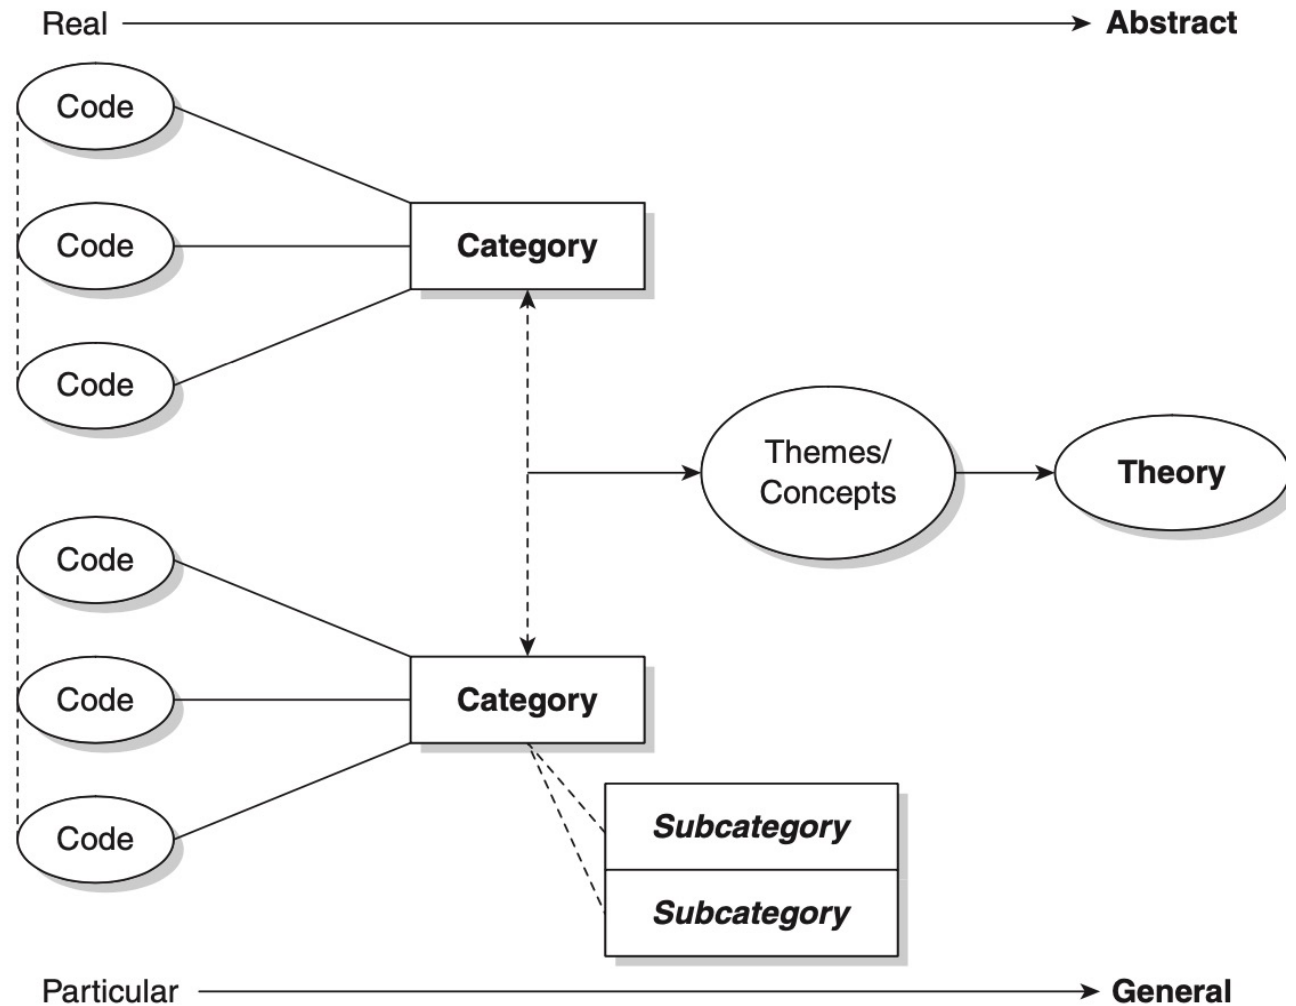 Real
Abstract
Code
Code
Category
Code
Themes/
Concepts
Theory
Code
Code
Category
Code
Subcategory
Subcategory
Particular
General